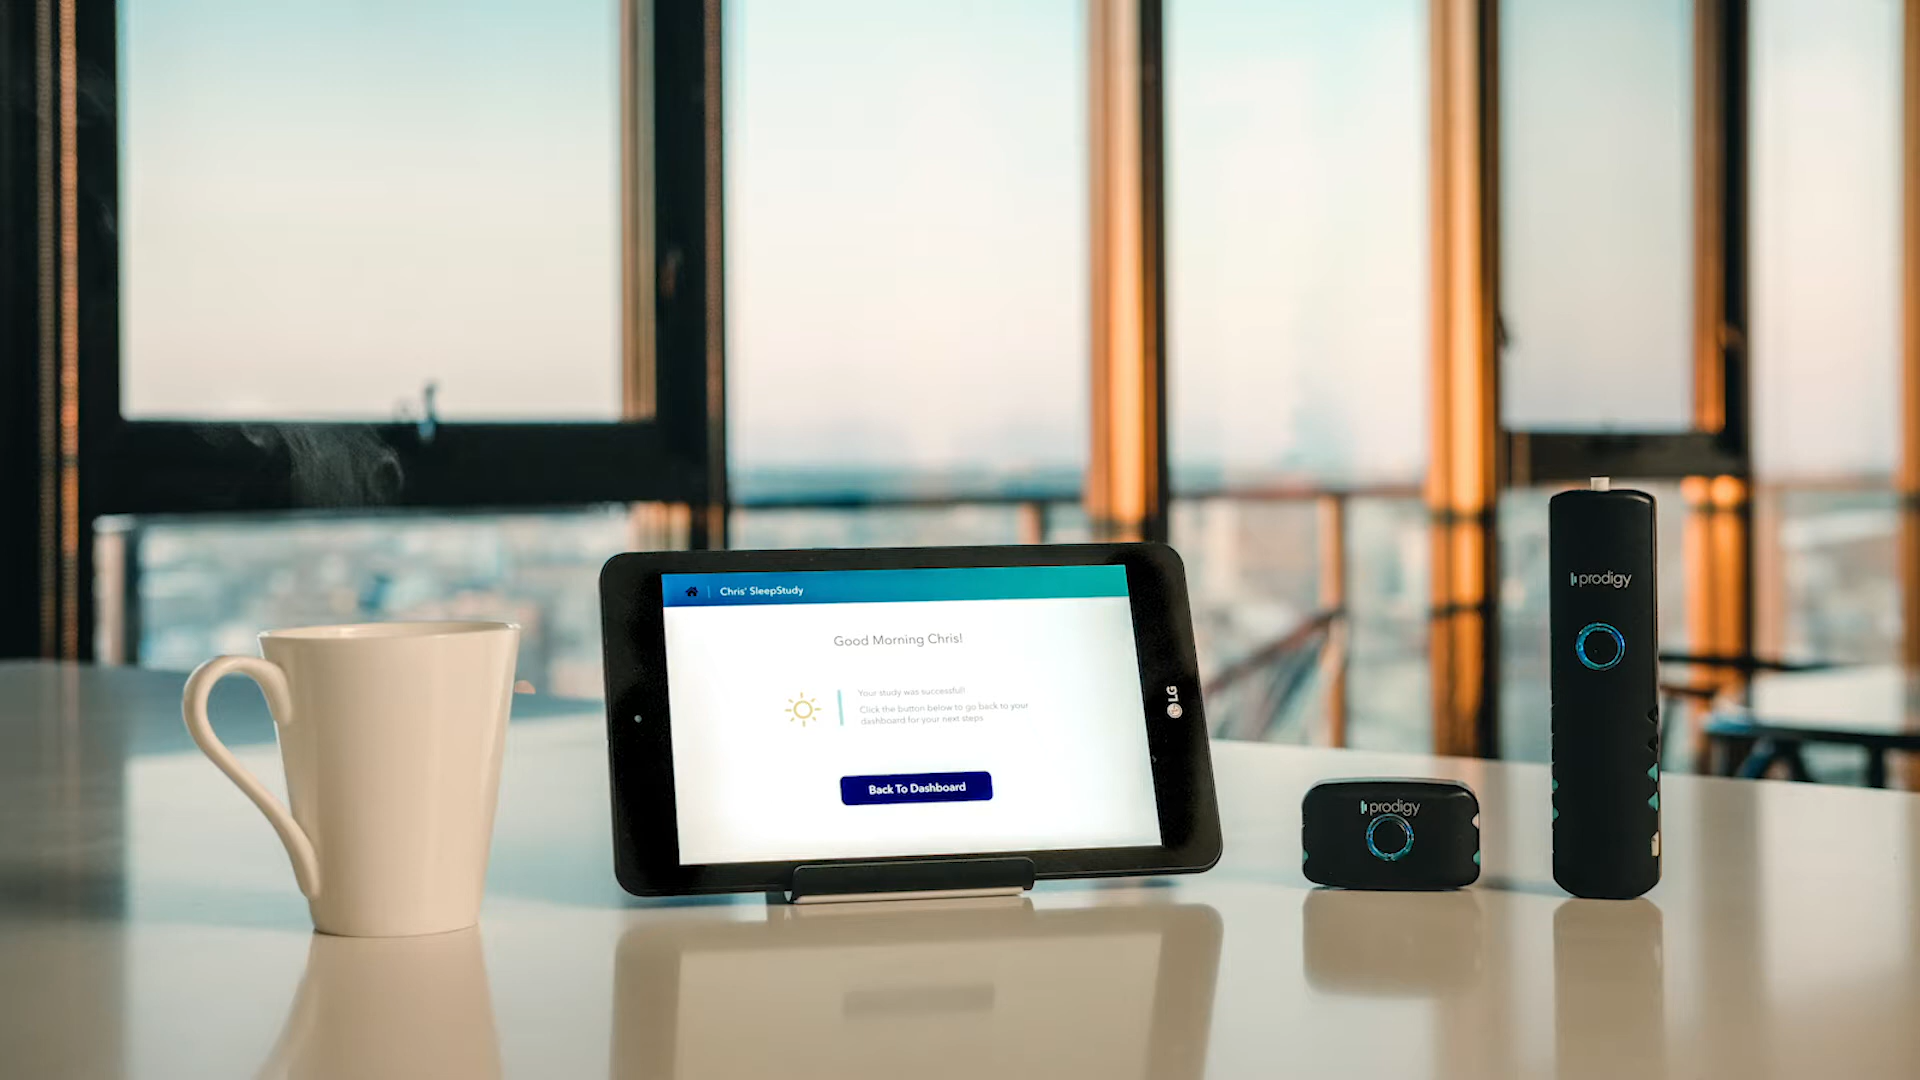 Chris' SleepStudy
Good Morning Chris!
Your study was successful!
Click the button below to go back to your
dashboard for your next steps
Back To Dashboard
LG
prodigy
prodigy